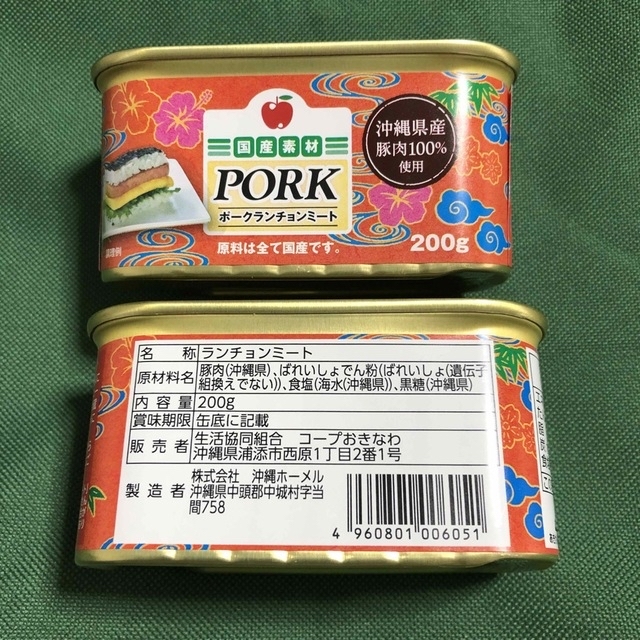 国産素材
PORK
ポークランチョンミート
沖縄県産
豚肉100%
使用
調理例
原料は全て国産です。
200g
名 称 ランチョンミート
原材料名 豚肉(沖縄県)、ばれいしょでん粉(ばれいしょ(遺伝子
組換えでない))、食塩(海水(沖縄県))、黒糖(沖縄県)
内容量 200g
賞味期限 缶底に記載
販売者 生活協同組合 コープおきなわ
沖縄県浦添市西原1丁目2番1号
製造者 株式会社 沖縄ホーメル
沖縄県中頭郡中城村字当
間758
4 960801 006051